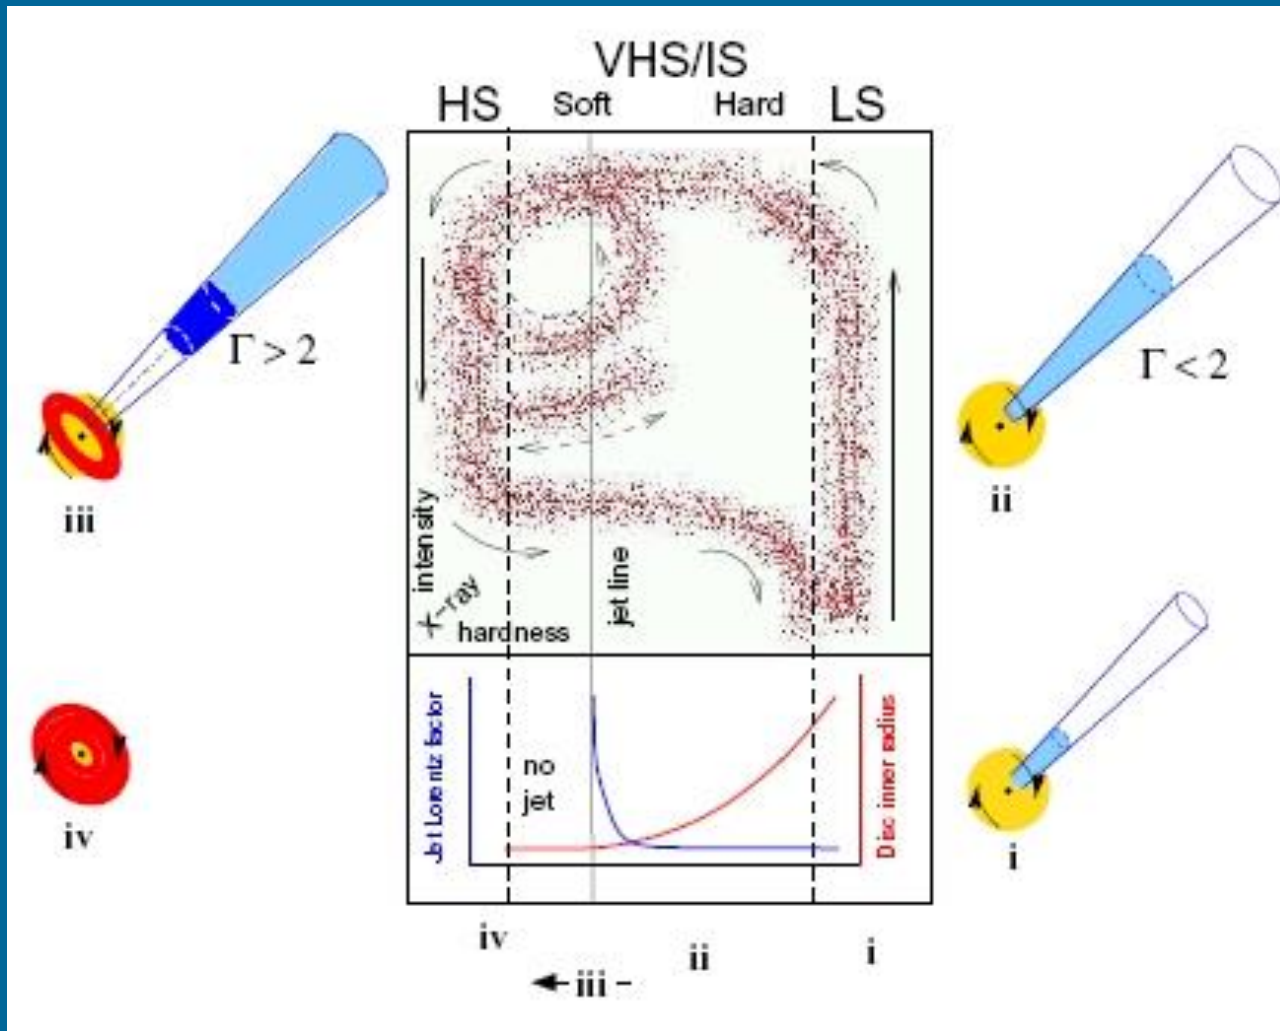 VHS/IS
HS Soft Hard LS
Γ > 2
Γ < 2
iii
ii
intensity
X-ray
hardness
jet line
Jet Lorentz factor
no
jet
Disc inner radius
iv
i
iv
ii
i
iii